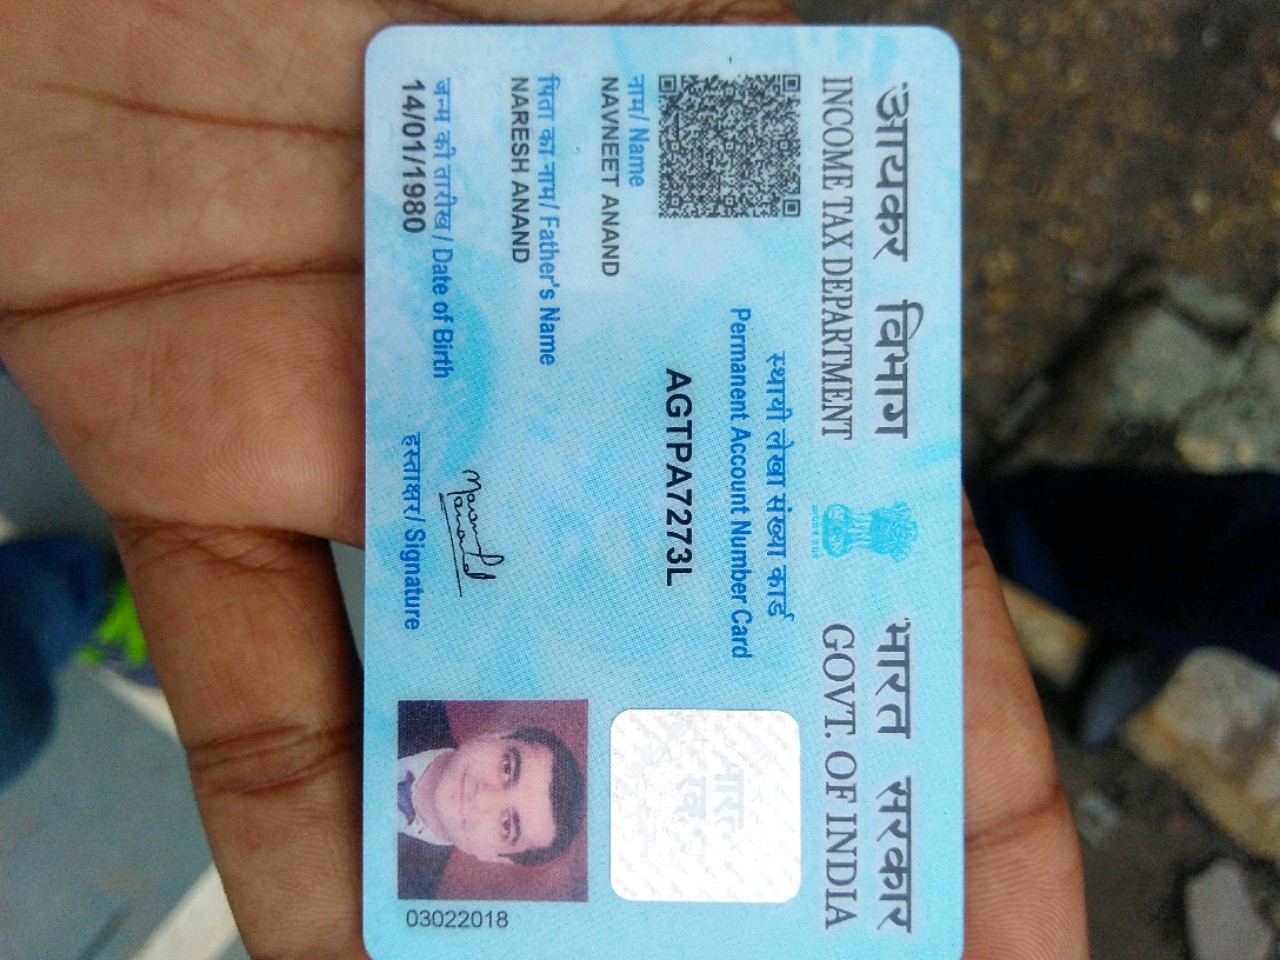 आयकर विभाग भारत सरकार
INCOME TAX DEPARTMENT GOVT. OF INDIA
स्थायी लेखा संख्या कार्ड
Permanent Account Number Card
AGTPA7273L
नाम/ Name
NAVNEET ANAND
पिता का नाम/ Father's Name
NARESH ANAND
जन्म की तारीख / Date of Birth
14/01/1980
हस्ताक्षर/ Signature
03022018